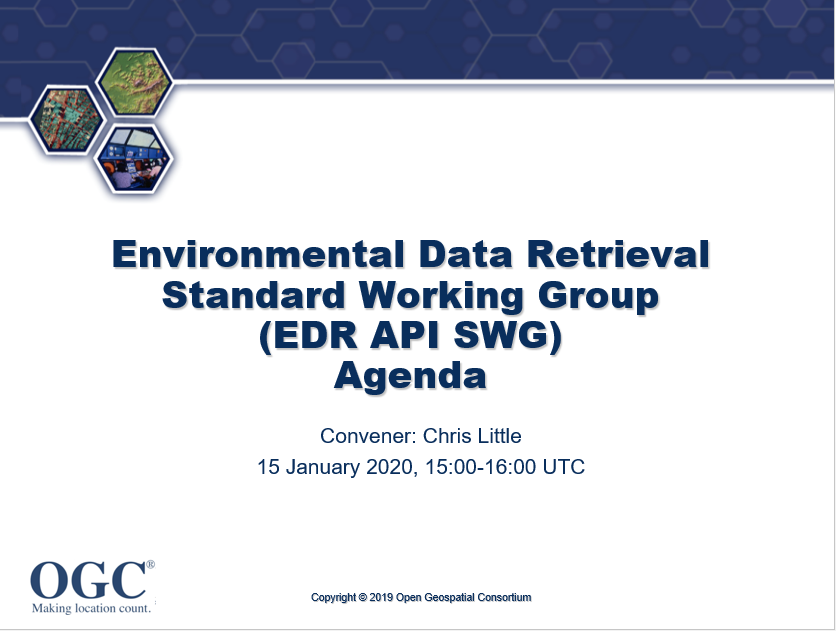 Environmental Data Retrieval
Standard Working Group
(EDR API SWG)
Agenda
Convener: Chris Little
15 January 2020, 15:00-16:00 UTC
OGC®
Making location count.
Copyright © 2019 Open Geospatial Consortium